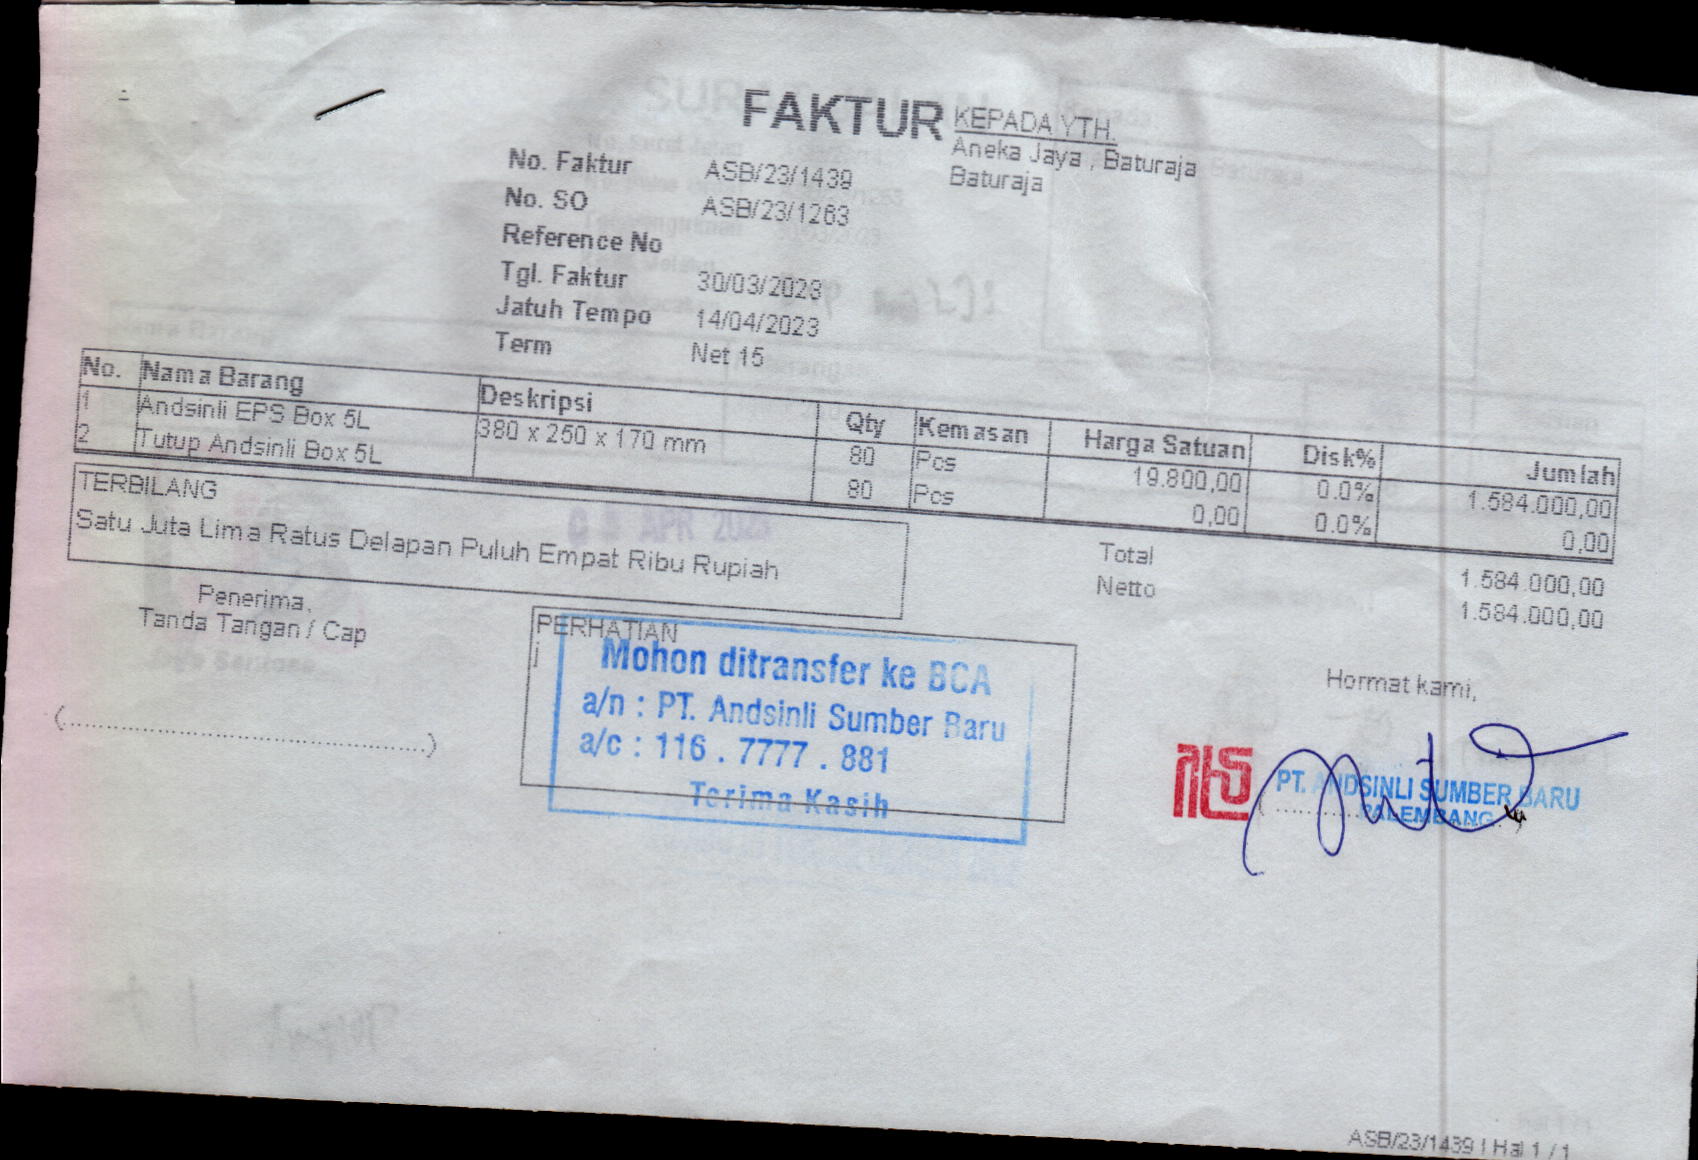 FAKTUR
KEPADA YTH.
Aneka Jaya , Baturaja
Baturaja
No. Faktur ASB/23/1439
No. SO ASB/23/1263
Reference No
Tgl. Faktur 30/03/2023
Jatuh Tempo 14/04/2023
Term Net 15
No. Nama Barang Deskripsi Qty Kemasan Harga Satuan Disk% Jumlah
1 Andsinli EPS Box 5L 380 x 250 x 170 mm 80 Pcs 19.800,00 0.0% 1.584.000,00
2 Tutup Andsinli Box 5L 80 Pcs 0,00 0.0% 0,00
TERBILANG
Satu Juta Lima Ratus Delapan Puluh Empat Ribu Rupiah
Total 1.584.000,00
Netto 1.584.000,00
Penerima,
Tanda Tangan / Cap
(........................................)
PERHATIAN
Mohon ditransfer ke BCA
a/n : PT. Andsinli Sumber Baru
a/c : 116 . 7777 . 881
Terima Kasih
Hormat kami,
PT. ANDSINLI SUMBER BARU
PALEMBANG
ASB/23/1439 | Hal 1 / 1